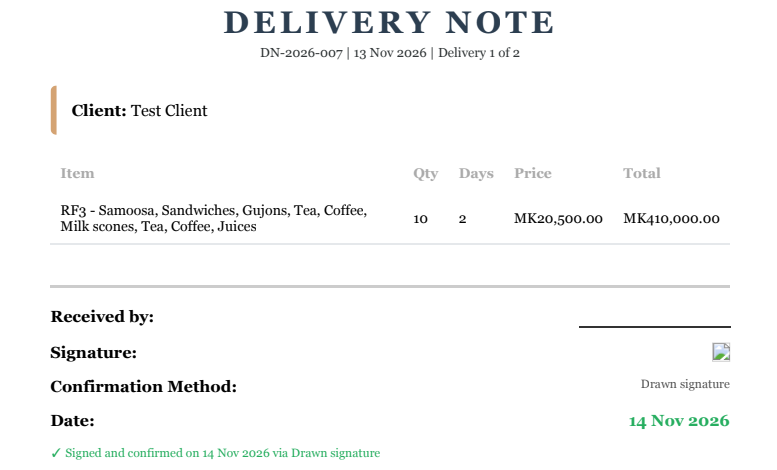 DELIVERY NOTE
DN-2026-007 | 13 Nov 2026 | Delivery 1 of 2
Client: Test Client
Item Qty Days Price Total
RF3 - Samoosa, Sandwiches, Gujons, Tea, Coffee,
Milk scones, Tea, Coffee, Juices 10 2 MK20,500.00 MK410,000.00
Received by:
Signature:
Confirmation Method: Drawn signature
Date: 14 Nov 2026
✓ Signed and confirmed on 14 Nov 2026 via Drawn signature